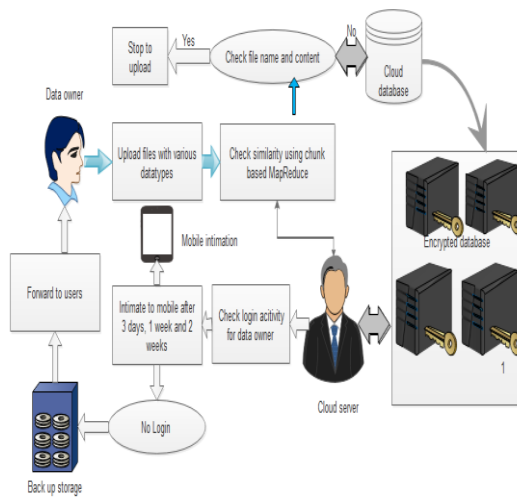 Yes
No
Stop to
upload
Check file name and content
Cloud
database
Data owner
Upload files with various
datatypes
Check similarity using chunk
based MapReduce
Encrypted database
Mobile intimation
Forward to users
Intimate to mobile after
3 days, 1 week and 2
weeks
Check login acitivity
for data owner
1
Cloud server
No Login
Back up storage